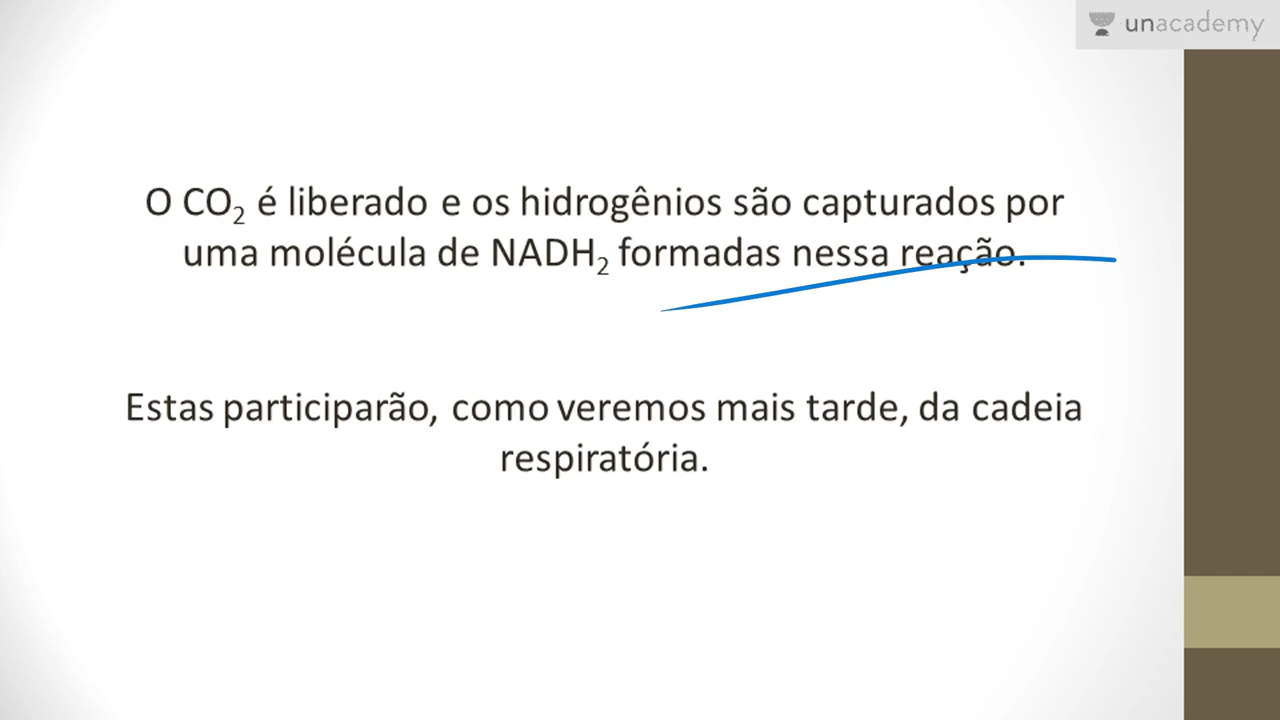 unacademy
O CO₂ é liberado e os hidrogênios são capturados por
uma molécula de NADH₂ formadas nessa reação.
Estas participarão, como veremos mais tarde, da cadeia
respiratória.